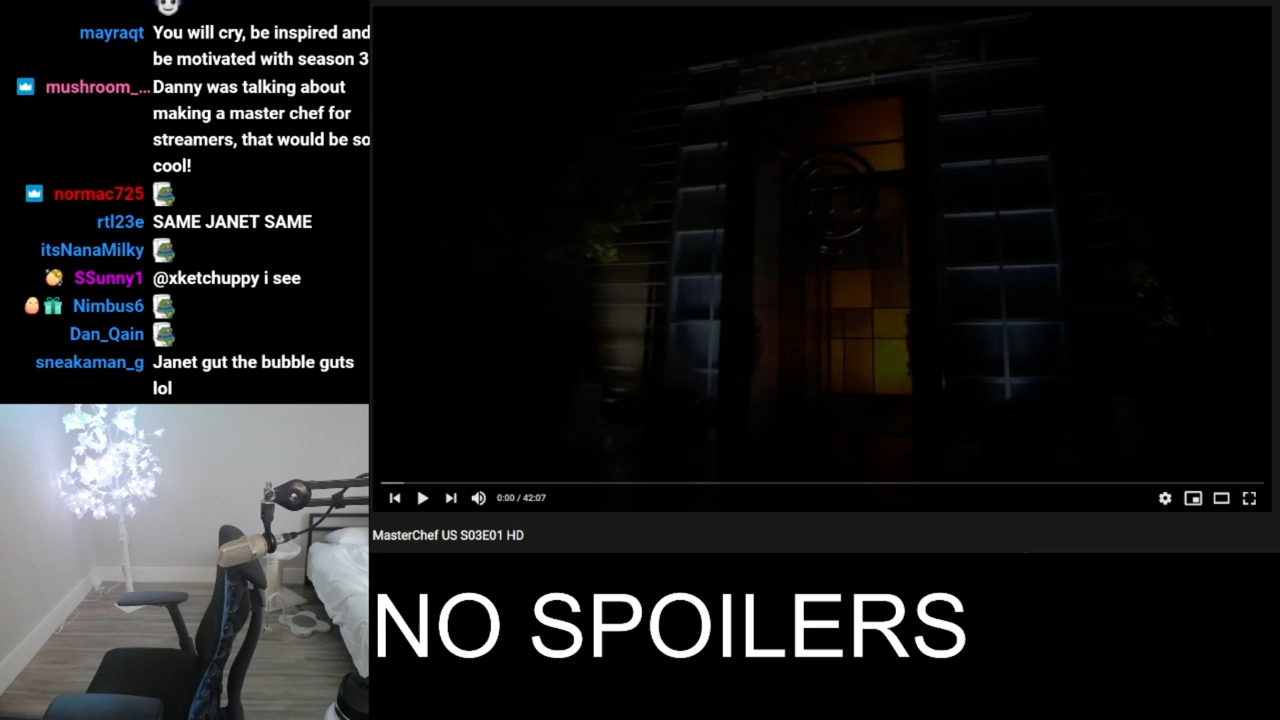 mayraqt You will cry, be inspired and
be motivated with season 3
mushroom_... Danny was talking about
making a master chef for
streamers, that would be so
cool!
normac725
rtl23e SAME JANET SAME
itsNanaMilky
SSunny1 @xketchuppy i see
Nimbus6
Dan_Qain
sneakaman_g Janet gut the bubble guts
lol
0:00 / 42:07
MasterChef US S03E01 HD
NO SPOILERS